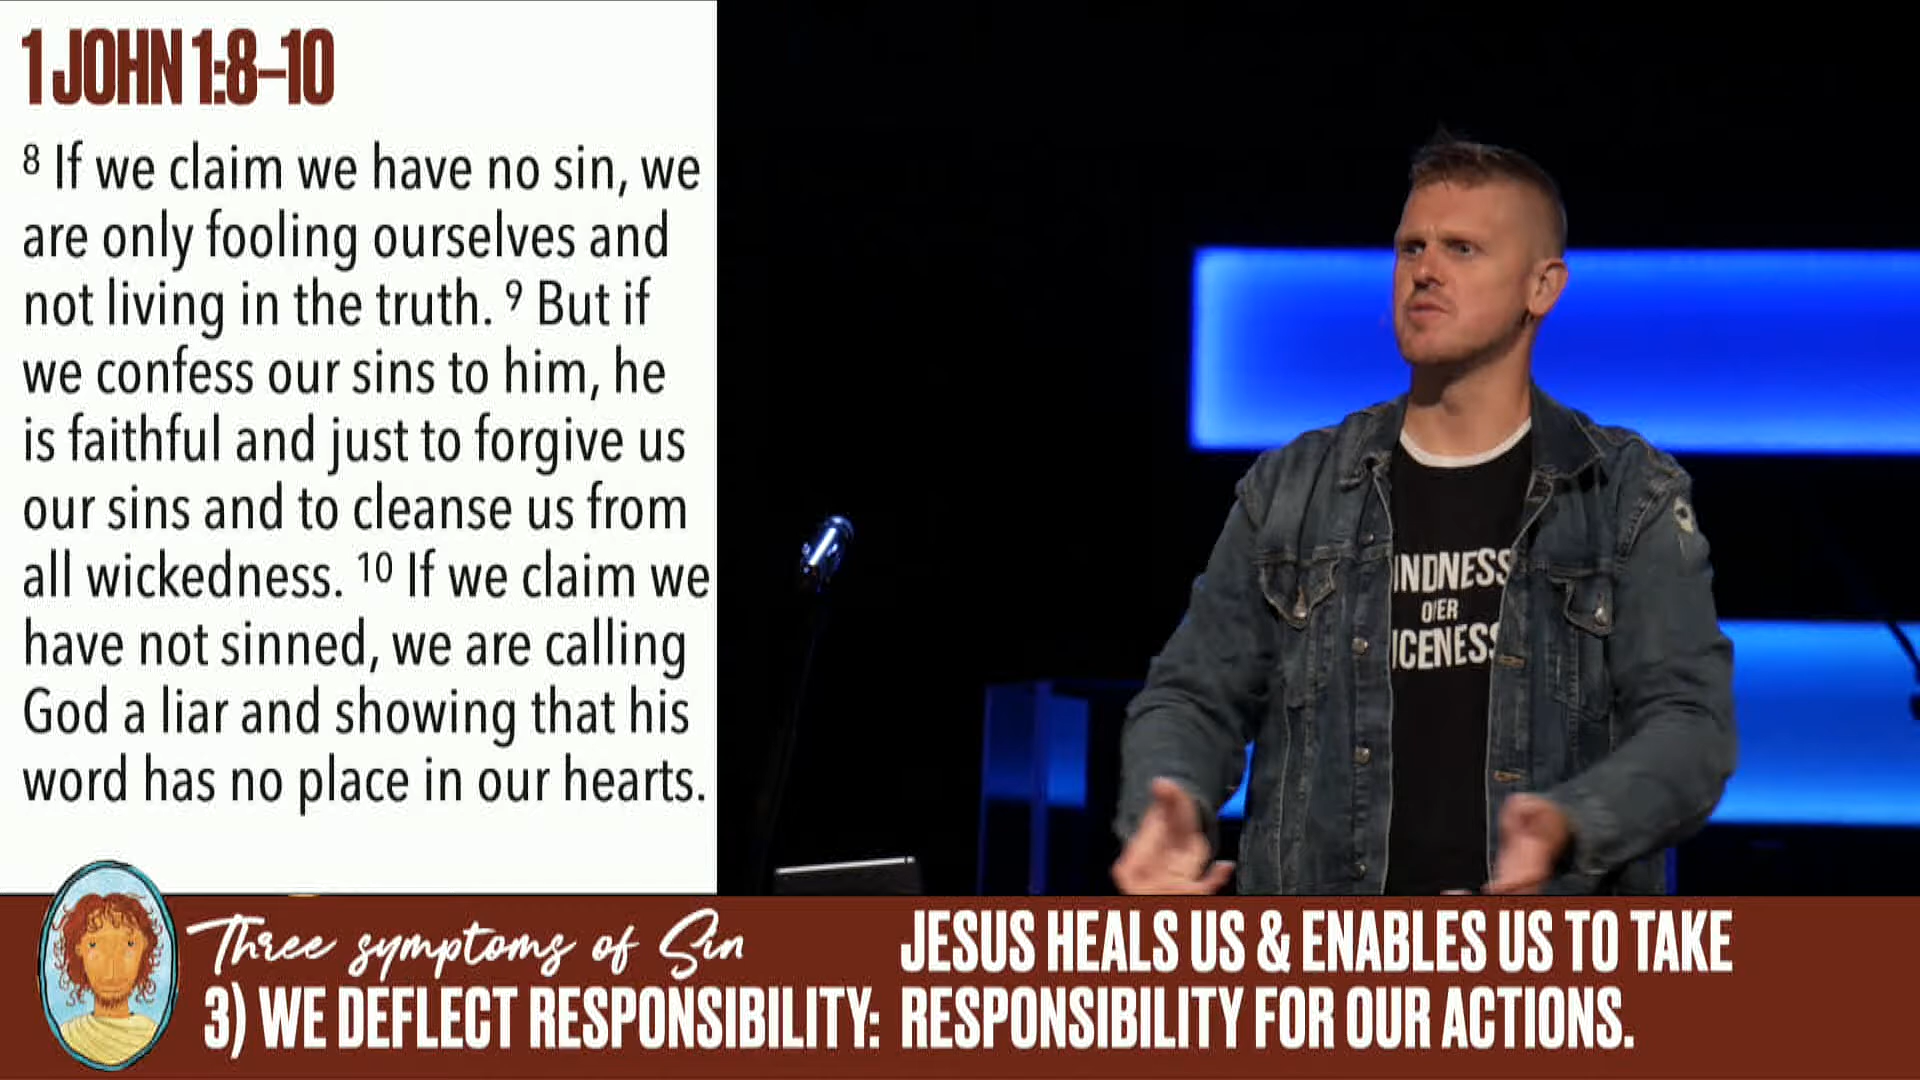 1 JOHN 1:8–10
8 If we claim we have no sin, we
are only fooling ourselves and
not living in the truth. 9 But if
we confess our sins to him, he
is faithful and just to forgive us
our sins and to cleanse us from
all wickedness. 10 If we claim we
have not sinned, we are calling
God a liar and showing that his
word has no place in our hearts.
INDNESS
OVER
ICENESS
Three symptoms of Sin
3) WE DEFLECT RESPONSIBILITY:
JESUS HEALS US & ENABLES US TO TAKE
RESPONSIBILITY FOR OUR ACTIONS.